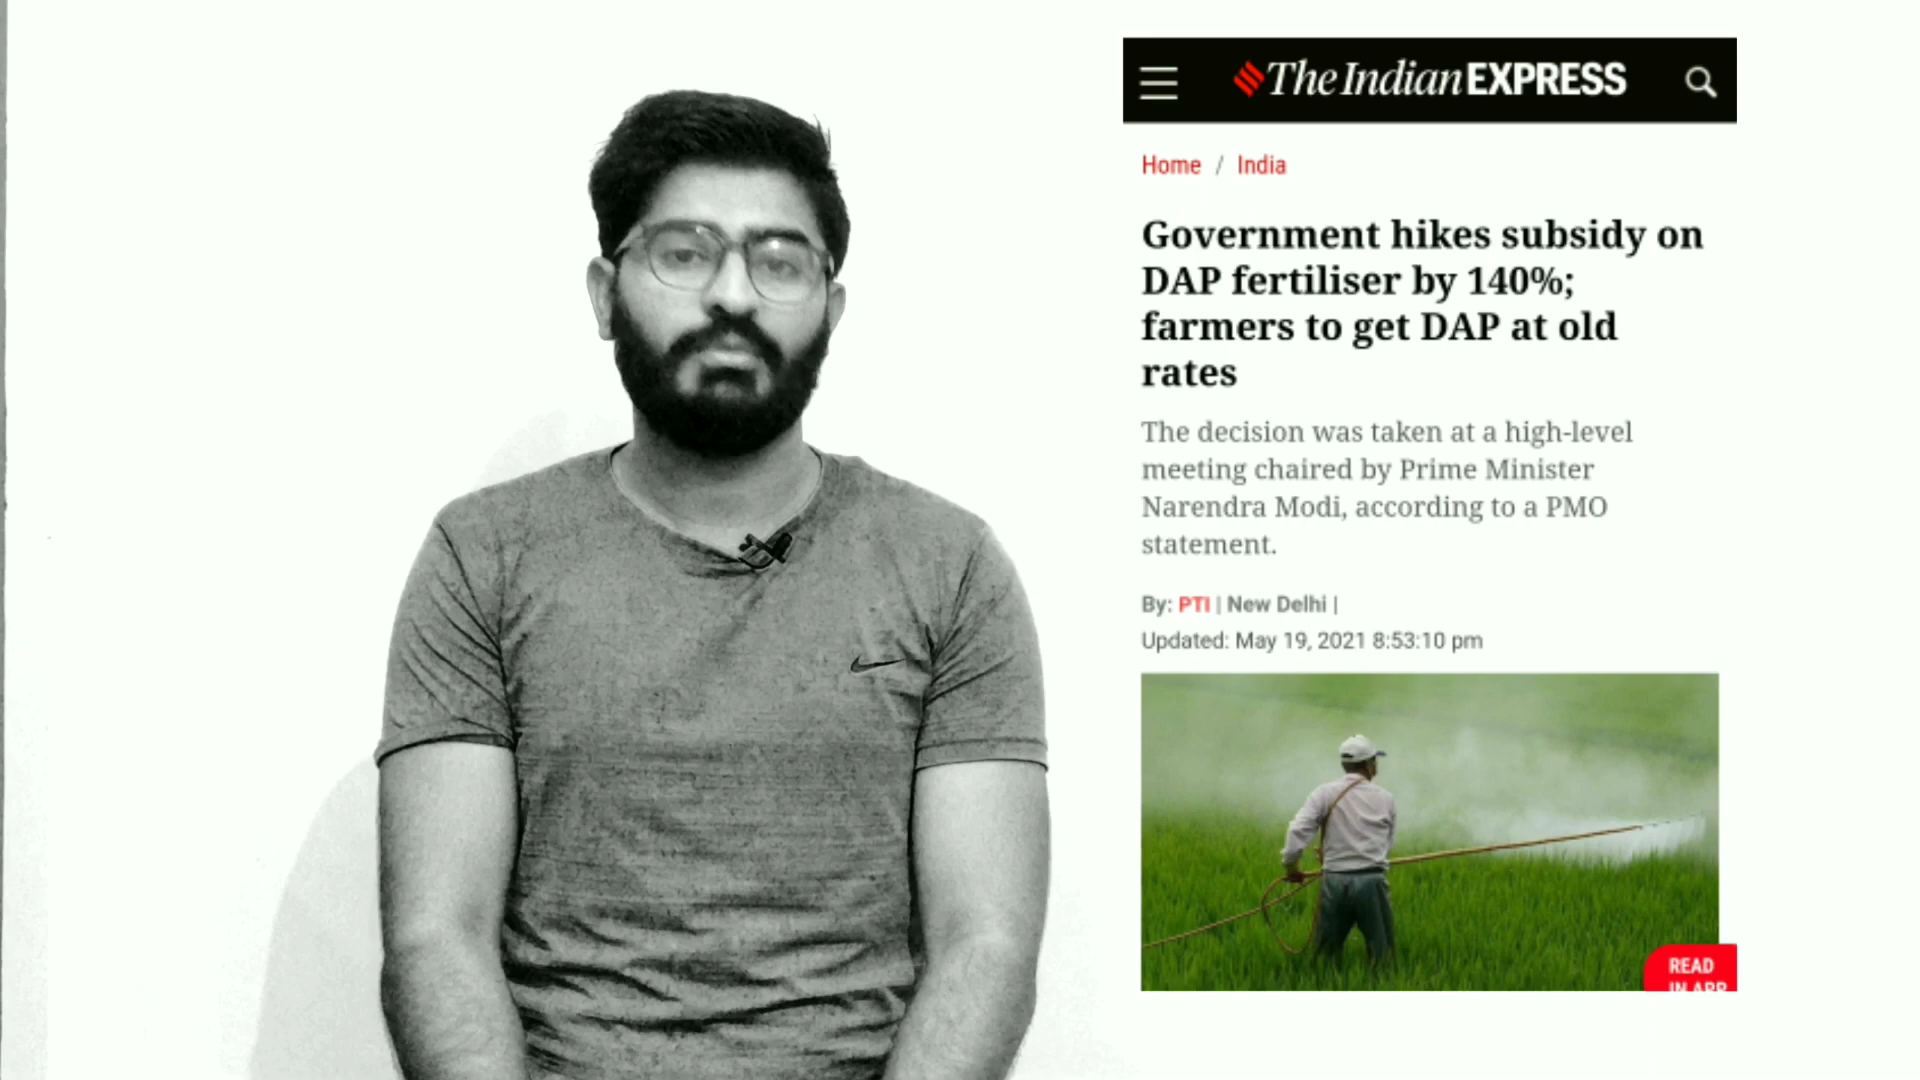 The Indian EXPRESS
Home / India
Government hikes subsidy on
DAP fertiliser by 140%;
farmers to get DAP at old
rates
The decision was taken at a high-level
meeting chaired by Prime Minister
Narendra Modi, according to a PMO
statement.
By: PTI | New Delhi |
Updated: May 19, 2021 8:53:10 pm
READ
IN APP